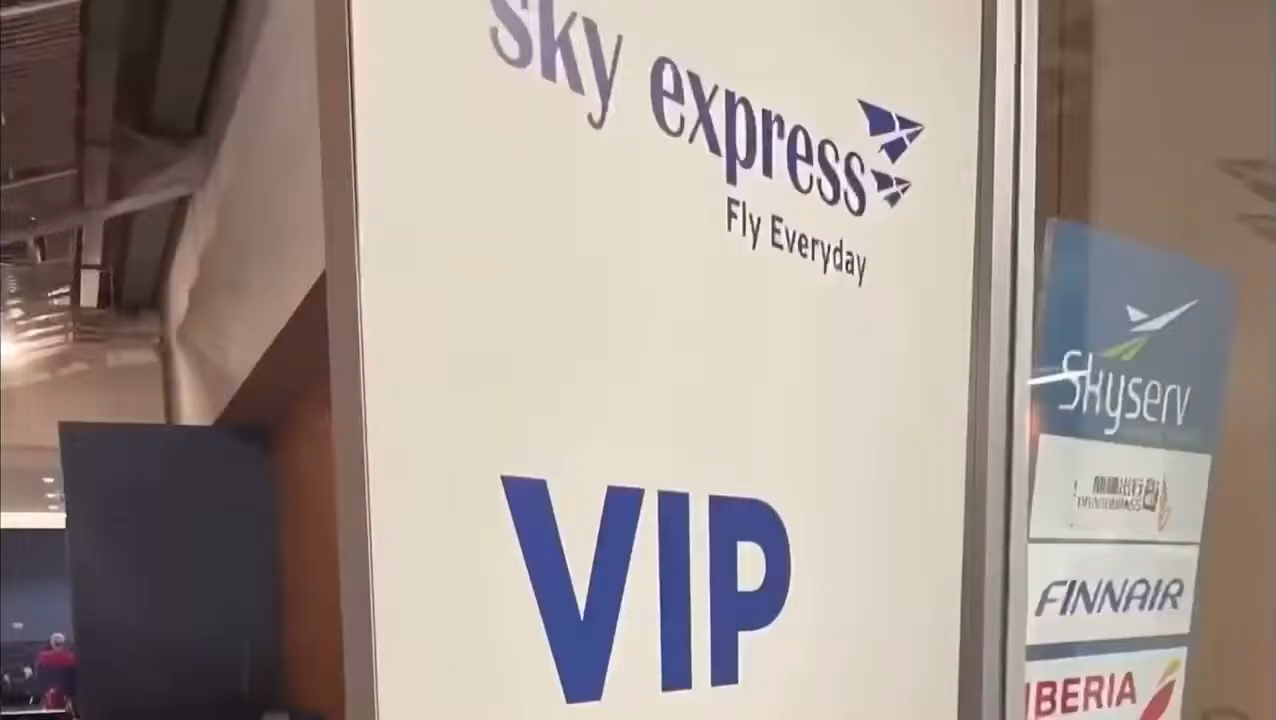 sky express
Fly Everyday
VIP
Skyserv
FINNAIR
IBERIA